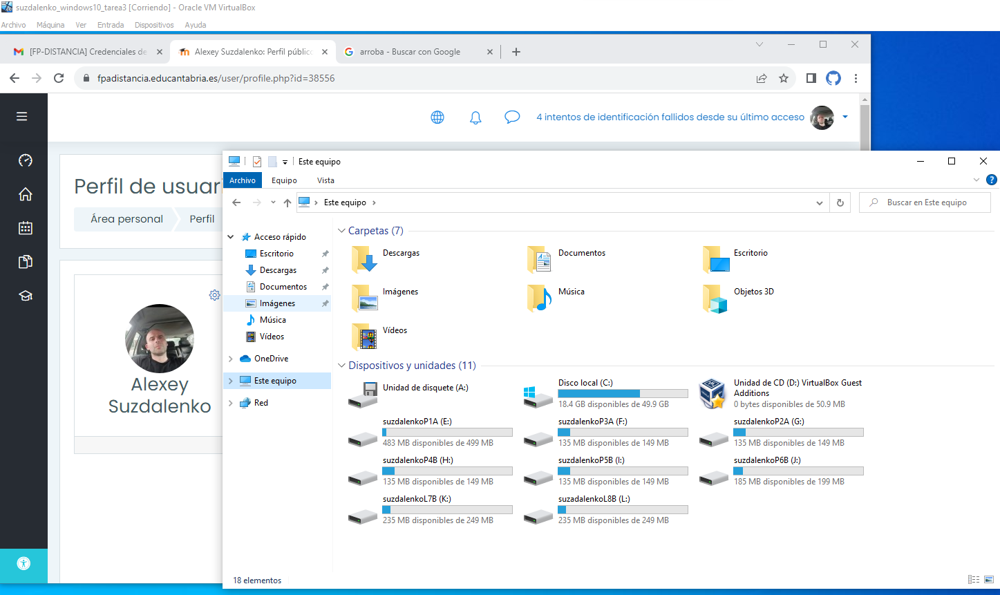 suzdalenko_windows10_tarea3 [Corriendo] - Oracle VM VirtualBox
Archivo Máquina Ver Entrada Dispositivos Ayuda
[FP-DISTANCIA] Credenciales de
Alexey Suzdalenko: Perfil público
arroba - Buscar con Google
fpadistancia.educantabria.es/user/profile.php?id=38556
4 intentos de identificación fallidos desde su último acceso
Perfil de usuari
Área personal
Perfil
Alexey
Suzdalenko
Este equipo
Archivo Equipo Vista
Este equipo
Buscar en Este equipo
Acceso rápido
Escritorio
Descargas
Documentos
Imágenes
Música
Vídeos
OneDrive
Este equipo
Red
Carpetas (7)
Descargas
Documentos
Escritorio
Imágenes
Música
Objetos 3D
Vídeos
Dispositivos y unidades (11)
Unidad de disquete (A:)
Disco local (C:)
18.4 GB disponibles de 49.9 GB
Unidad de CD (D:) VirtualBox Guest
Additions
0 bytes disponibles de 50.9 MB
suzdalenkoP1A (E:)
483 MB disponibles de 499 MB
suzdalenkoP3A (F:)
135 MB disponibles de 149 MB
suzdalenkoP2A (G:)
135 MB disponibles de 149 MB
suzdalenkoP4B (H:)
135 MB disponibles de 149 MB
suzdalenkoP5B (I:)
135 MB disponibles de 149 MB
suzdalenkoP6B (J:)
185 MB disponibles de 199 MB
suzdalenkoL7B (K:)
235 MB disponibles de 249 MB
suzadalenkoL8B (L:)
235 MB disponibles de 249 MB
18 elementos